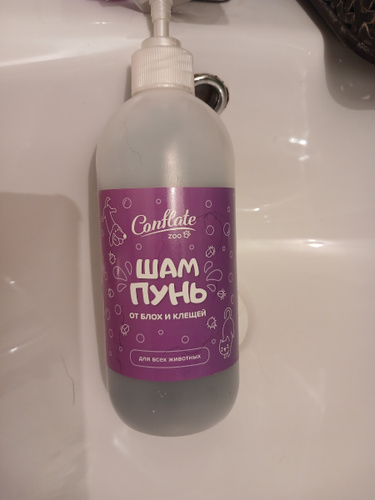 Conflate
zoo
ШАМ
ПУНЬ
ОТ БЛОХ И КЛЕЩЕЙ
для всех животных